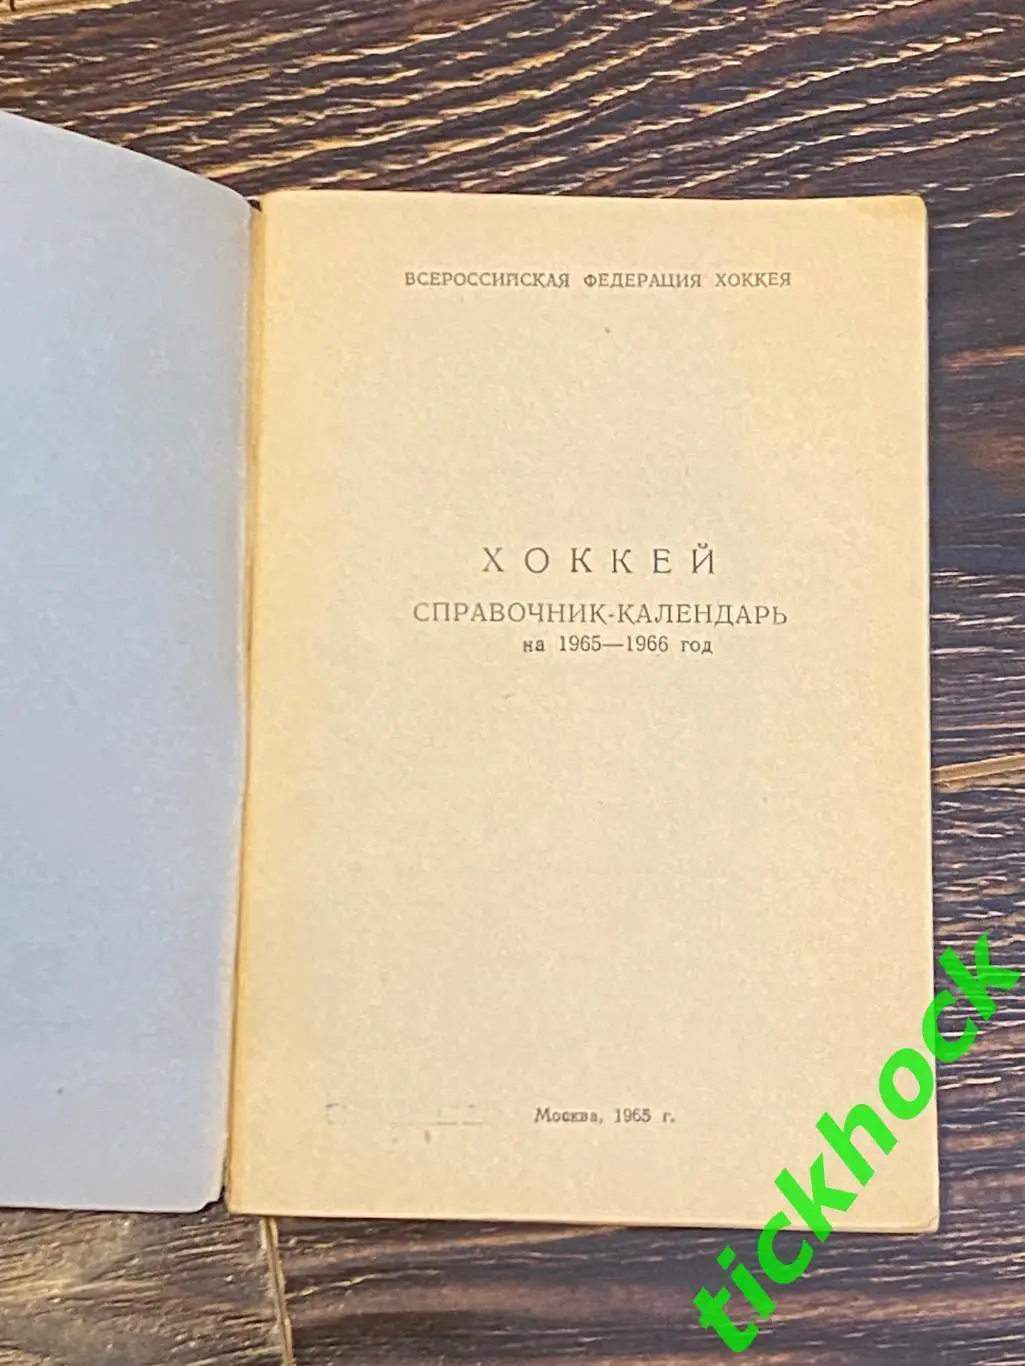 ВСЕРОССИЙСКАЯ ФЕДЕРАЦИЯ ХОККЕЯ
ХОККЕЙ
СПРАВОЧНИК-КАЛЕНДАРЬ
на 1965—1966 год
Москва, 1965 г.
tickhock